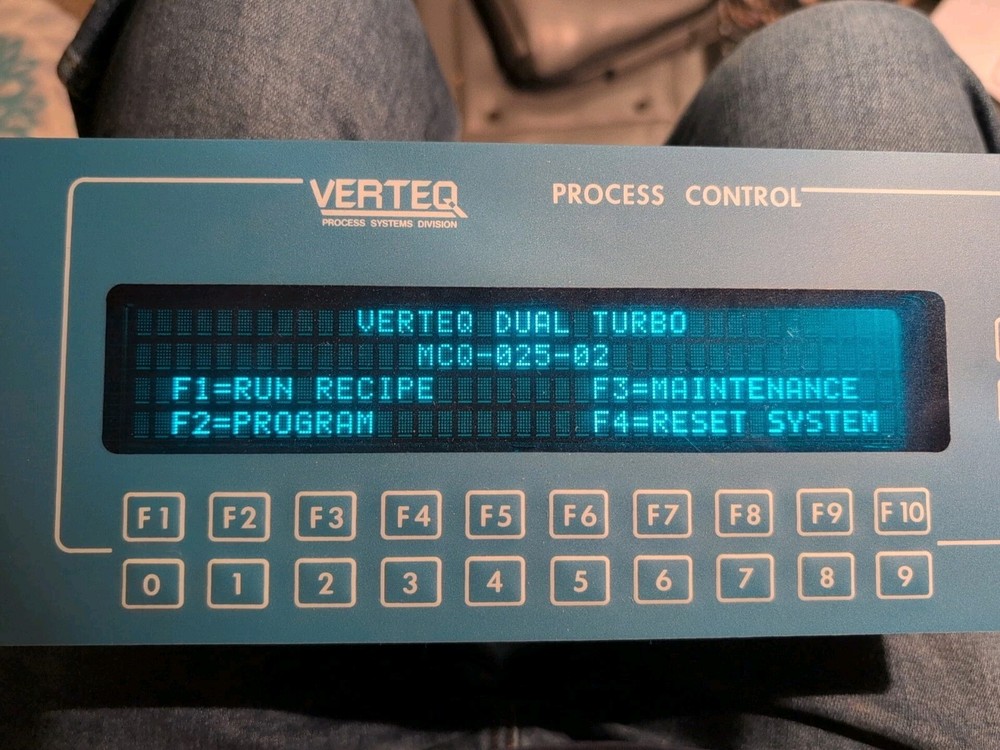 VERTEQ PROCESS CONTROL
PROCESS SYSTEMS DIVISION
VERTEQ DUAL TURBO
MCQ-025-02
F1=RUN RECIPE F3=MAINTENANCE
F2=PROGRAM F4=RESET SYSTEM
F1 F2 F3 F4 F5 F6 F7 F8 F9 F10
0 1 2 3 4 5 6 7 8 9